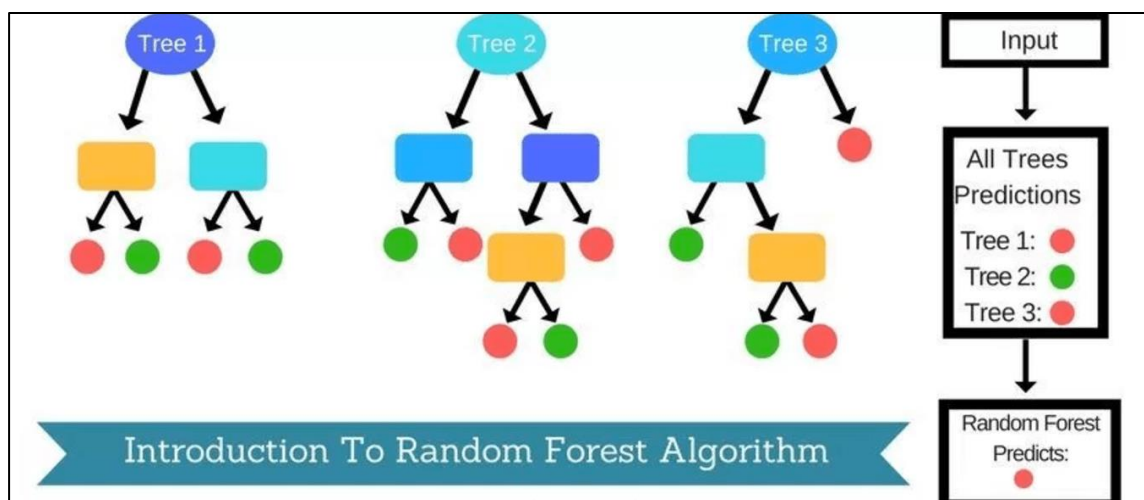 Tree 1
Tree 2
Tree 3
Input
All Trees
Predictions
Tree 1:
Tree 2:
Tree 3:
Random Forest
Predicts:
Introduction To Random Forest Algorithm